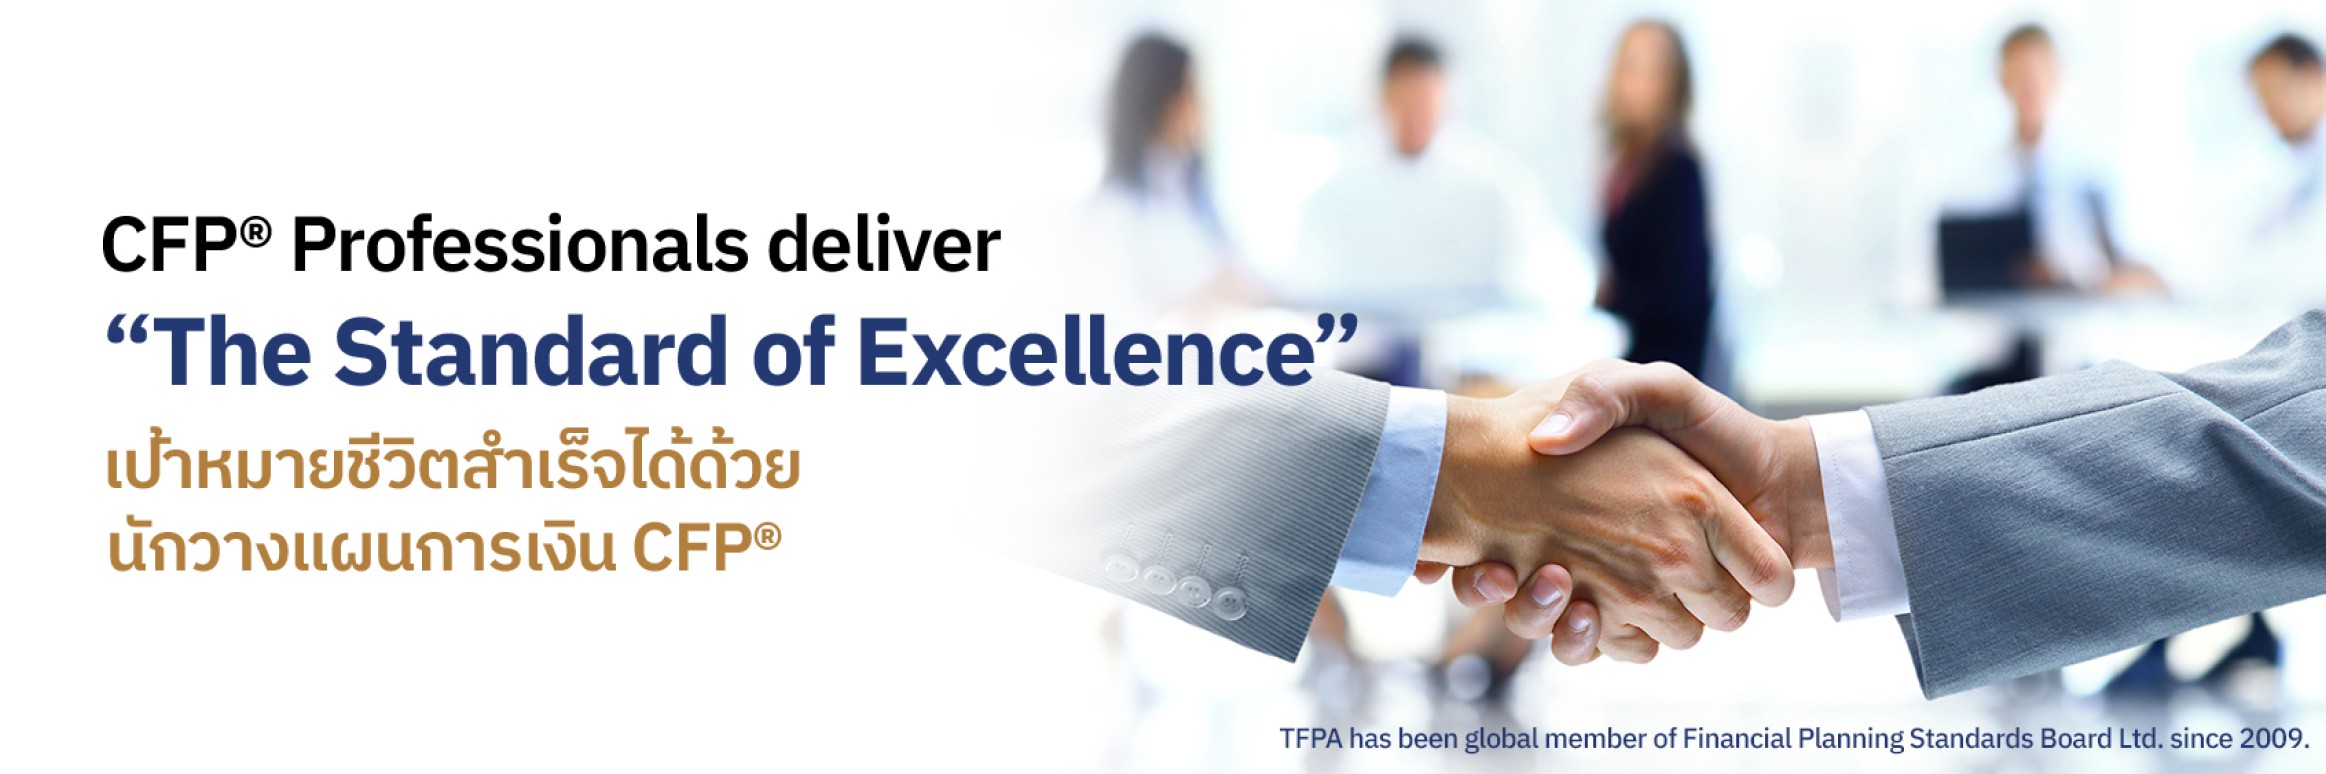 CFP® Professionals deliver
“The Standard of Excellence”
เป้าหมายชีวิตสำเร็จได้ด้วย
นักวางแผนการเงิน CFP®
TFPA has been global member of Financial Planning Standards Board Ltd. since 2009.